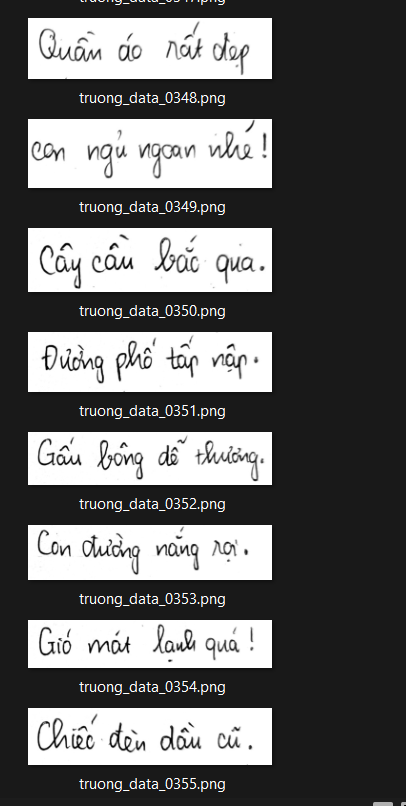 Quần áo rất đẹp
truong_data_0348.png
con ngủ ngoan nhé!
truong_data_0349.png
Cây cầu bắc qua.
truong_data_0350.png
Đường phố tấp nập.
truong_data_0351.png
Gấu bông dễ thương.
truong_data_0352.png
Con đường nắng rọi.
truong_data_0353.png
Gió mát lạnh quá!
truong_data_0354.png
Chiếc đèn dầu cũ.
truong_data_0355.png